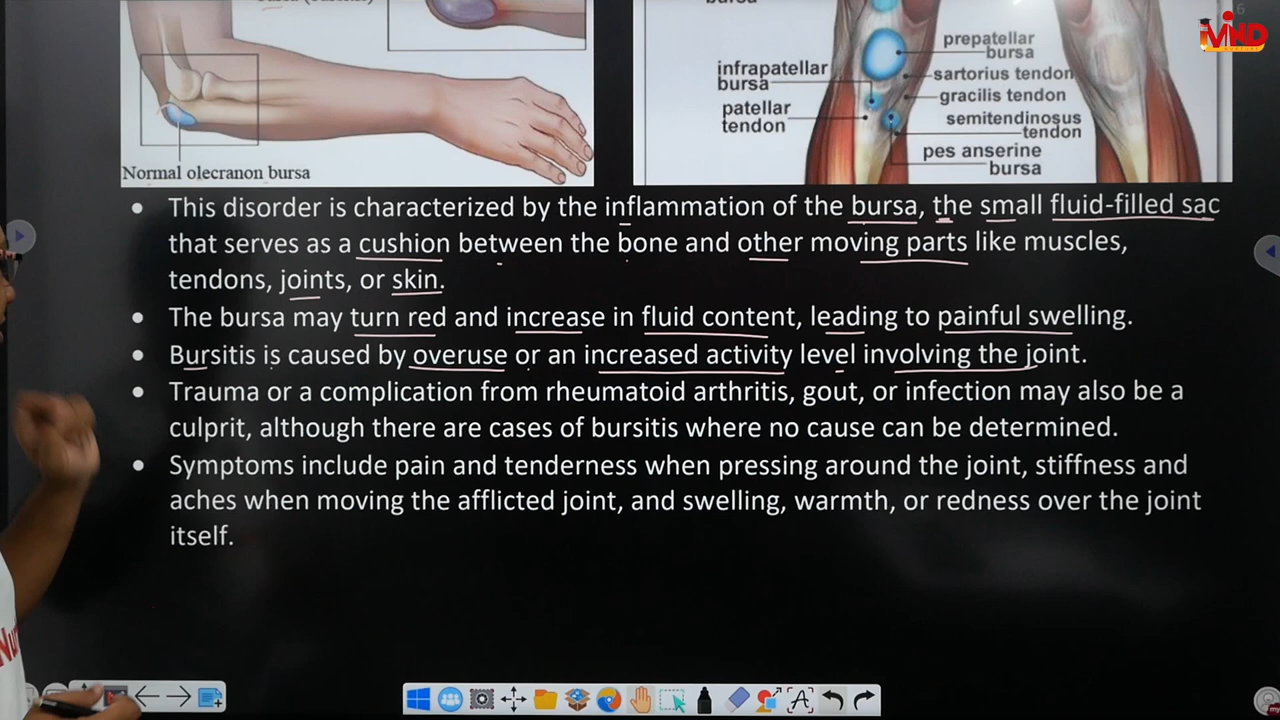 6
VIND
Normal olecranon bursa
prepatellar
bursa
infrapatellar
bursa
sartorius tendon
gracilis tendon
patellar
tendon
semitendinosus
tendon
pes anserine
bursa
• This disorder is characterized by the inflammation of the bursa, the small fluid-filled sac
that serves as a cushion between the bone and other moving parts like muscles,
tendons, joints, or skin.
• The bursa may turn red and increase in fluid content, leading to painful swelling.
• Bursitis is caused by overuse or an increased activity level involving the joint.
• Trauma or a complication from rheumatoid arthritis, gout, or infection may also be a
culprit, although there are cases of bursitis where no cause can be determined.
• Symptoms include pain and tenderness when pressing around the joint, stiffness and
aches when moving the afflicted joint, and swelling, warmth, or redness over the joint
itself.